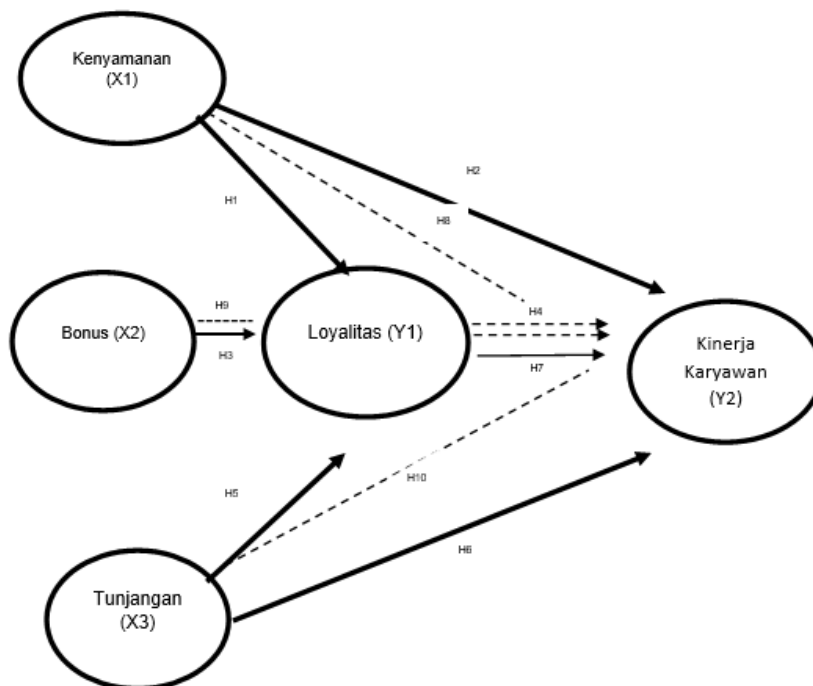 Kenyamanan
(X1)
H2
H1
H8
H9
H4
Bonus (X2)
Loyalitas (Y1)
H3
H7
Kinerja
Karyawan
(Y2)
H5
H10
H6
Tunjangan
(X3)